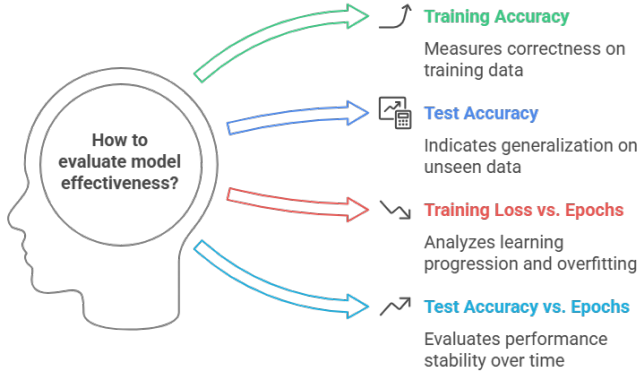 How to
evaluate model
effectiveness?
Training Accuracy
Measures correctness on
training data
Test Accuracy
Indicates generalization on
unseen data
Training Loss vs. Epochs
Analyzes learning
progression and overfitting
Test Accuracy vs. Epochs
Evaluates performance
stability over time